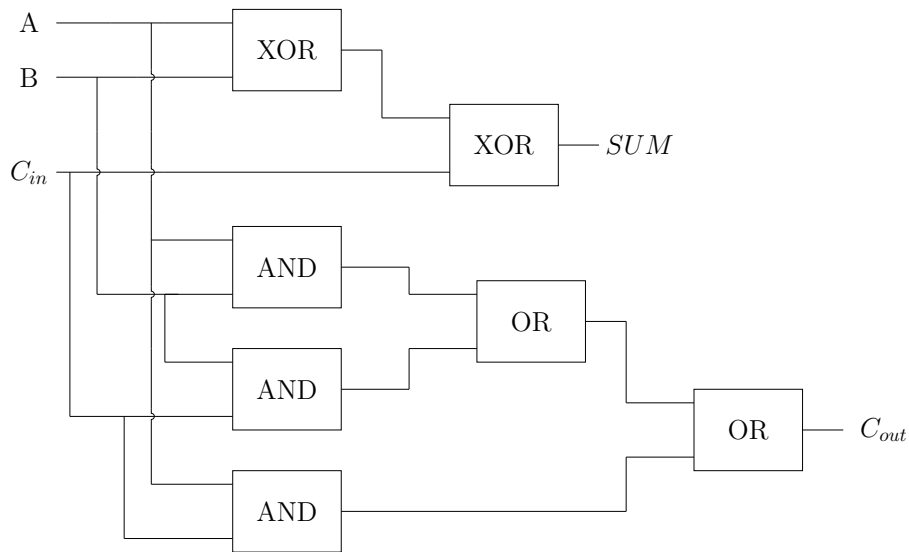 A
XOR
B
XOR
SUM
C_in
AND
OR
AND
OR
C_out
AND